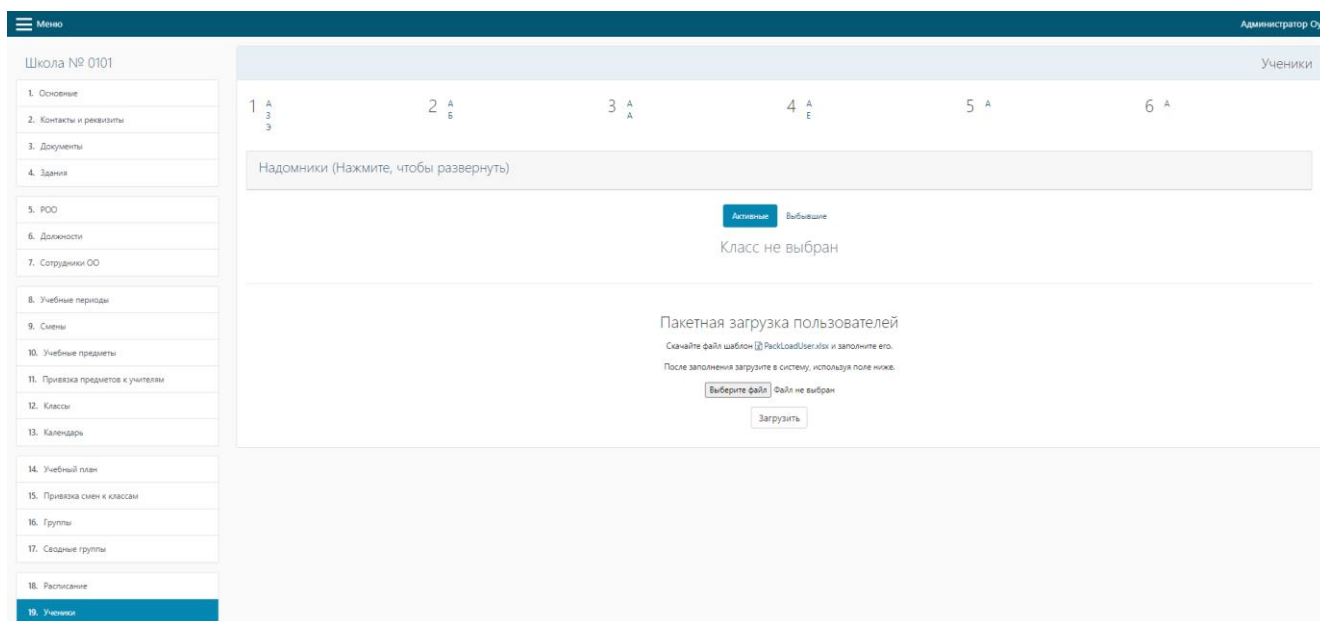 Меню
Администратор Оу
Школа № 0101
1. Основные
2. Контакты и реквизиты
3. Документы
4. Здания
5. РОО
6. Должности
7. Сотрудники ОО
8. Учебные периоды
9. Смены
10. Учебные предметы
11. Привязка предметов к учителям
12. Классы
13. Календарь
14. Учебный план
15. Привязка смен к классам
16. Группы
17. Сводные группы
18. Расписание
19. Ученики
Ученики
1 А
З
Э
2 А
Б
3 А
А
4 А
Е
5 А
6 А
Надомники (Нажмите, чтобы развернуть)
Активные Выбывшие
Класс не выбран
Пакетная загрузка пользователей
Скачайте файл шаблон PackLoadUser.xlsx и заполните его.
После заполнения загрузите в систему, используя поле ниже.
Выберите файл Файл не выбран
Загрузить